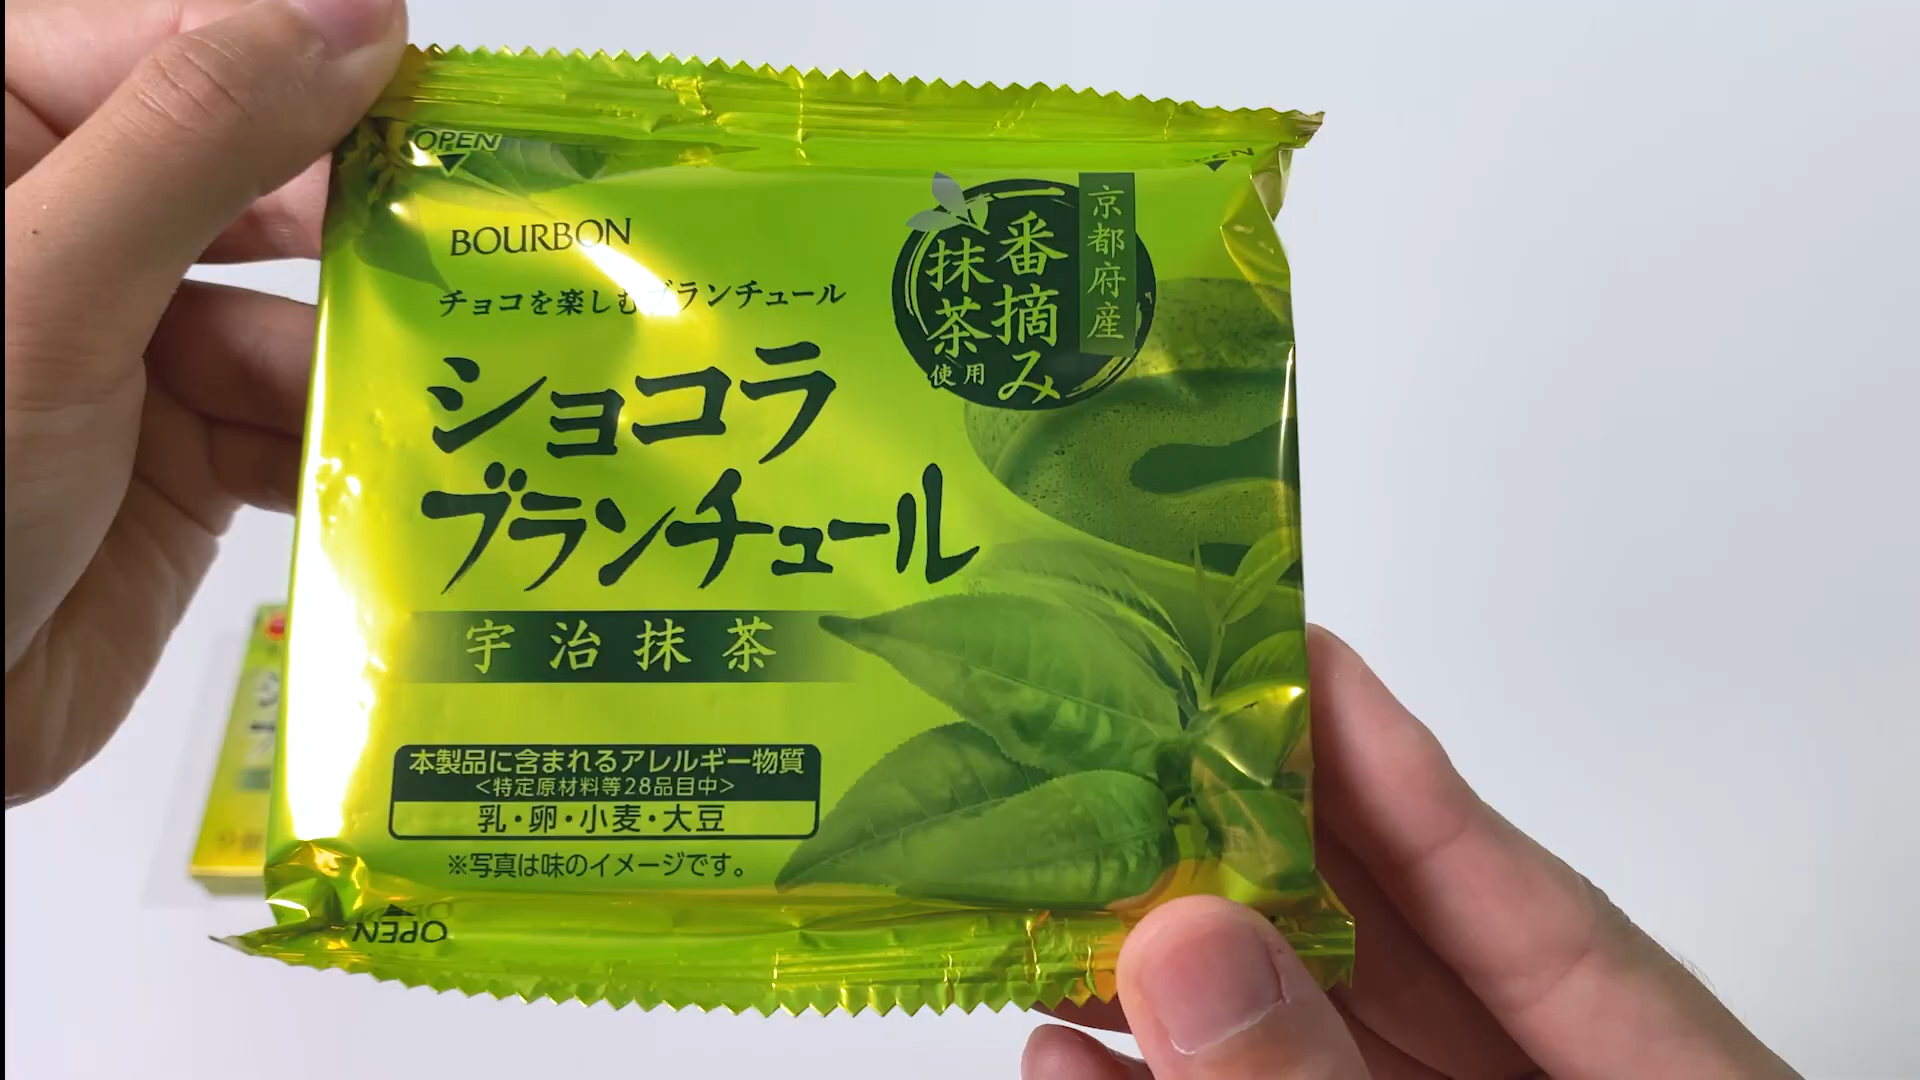 OPEN
OPEN
BOURBON
チョコを楽しむブランチュール
京都府産
一番摘み
抹茶
使用
ショコラ
ブランチュール
宇治抹茶
本製品に含まれるアレルギー物質
<特定原材料等28品目中>
乳・卵・小麦・大豆
※写真は味のイメージです。
OPEN